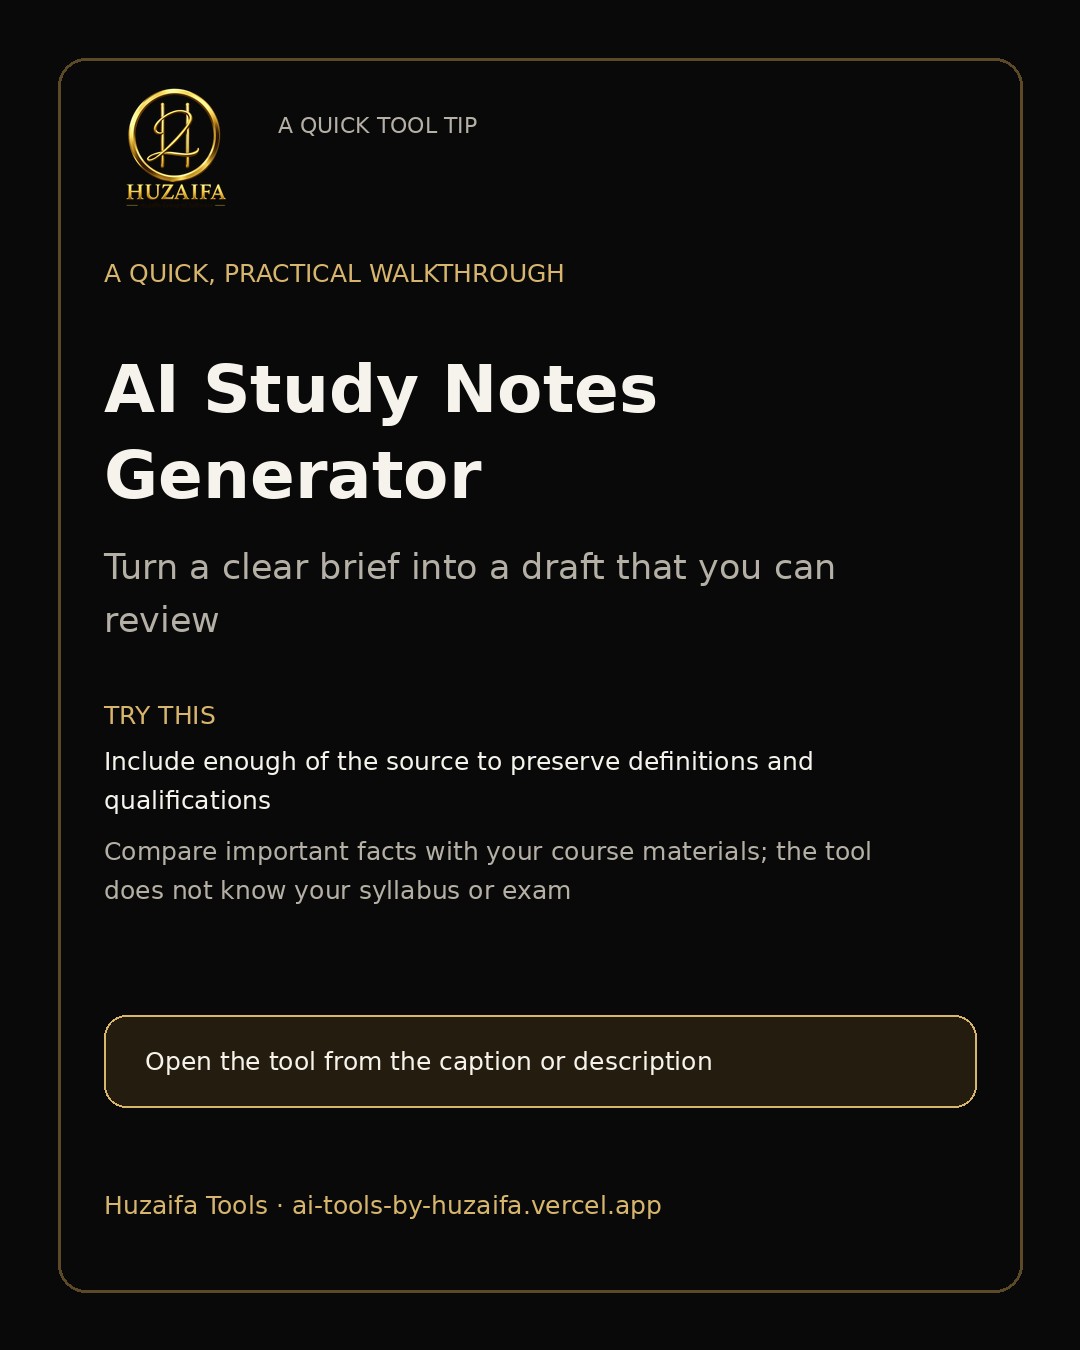 HUZAIFA
A QUICK TOOL TIP
A QUICK, PRACTICAL WALKTHROUGH
AI Study Notes
Generator
Turn a clear brief into a draft that you can
review
TRY THIS
Include enough of the source to preserve definitions and
qualifications
Compare important facts with your course materials; the tool
does not know your syllabus or exam
Open the tool from the caption or description
Huzaifa Tools · ai-tools-by-huzaifa.vercel.app